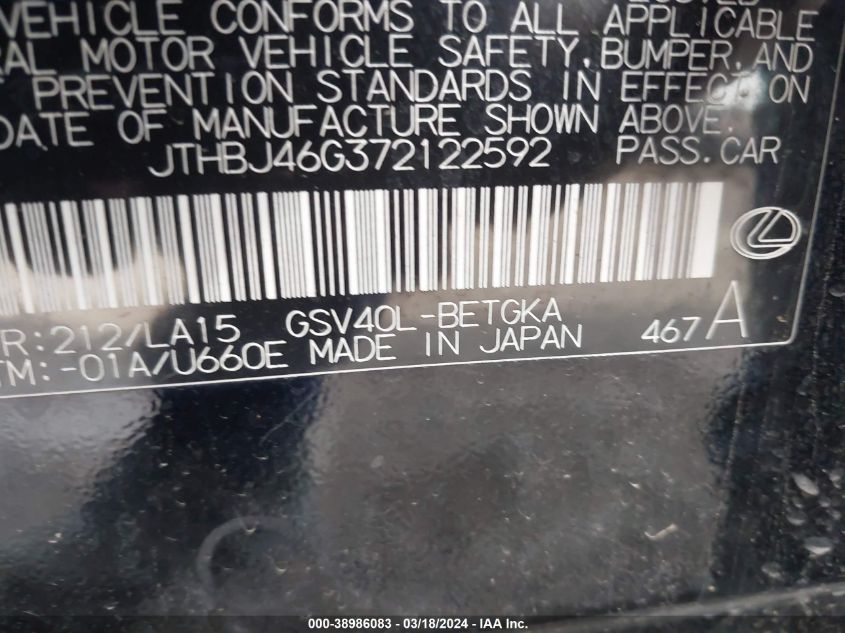 VEHICLE CONFORMS TO ALL APPLICABLE
MOTOR VEHICLE SAFETY, BUMPER, AND
PREVENTION STANDARDS IN EFFECT ON
DATE OF MANUFACTURE SHOWN ABOVE.
JTHBJ46G372122592 PASS.CAR
R:212/LA15 GSV40L-BETGKA
TM:-01A/U660E MADE IN JAPAN 467A
000-38986083 - 03/18/2024 - IAA Inc.